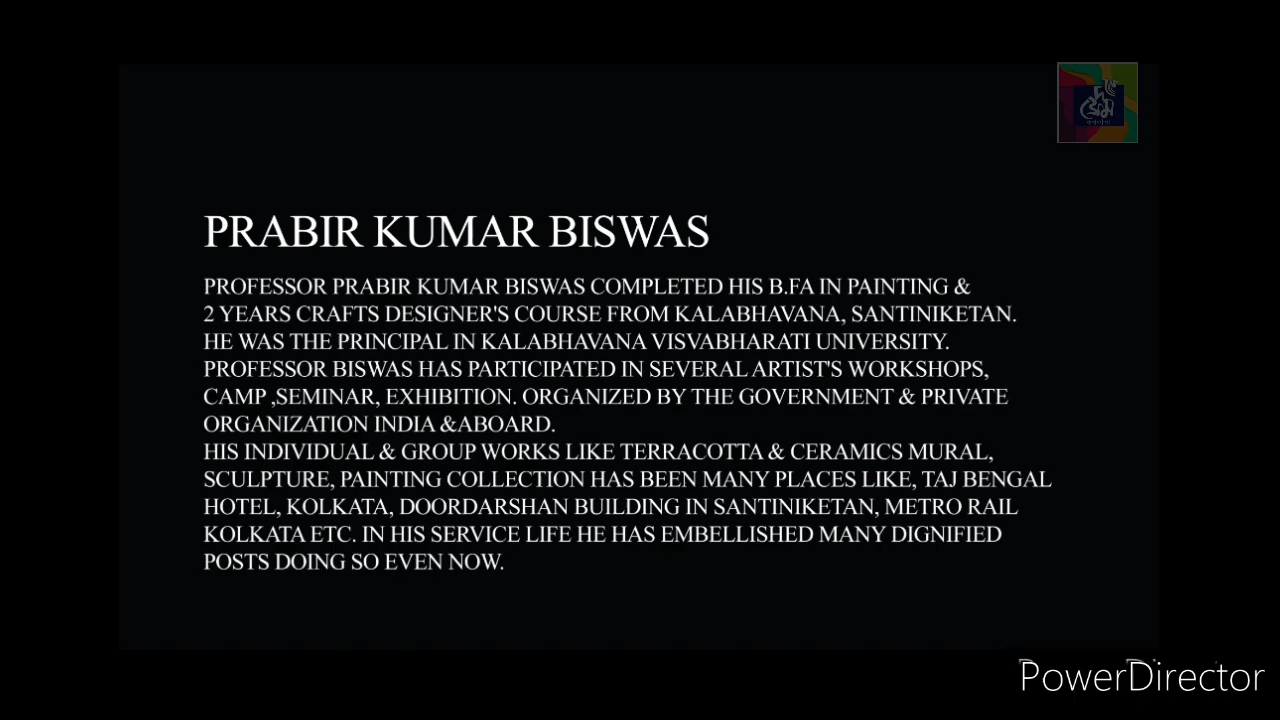 PRABIR KUMAR BISWAS
PROFESSOR PRABIR KUMAR BISWAS COMPLETED HIS B.FA IN PAINTING &
2 YEARS CRAFTS DESIGNER'S COURSE FROM KALABHAVANA, SANTINIKETAN.
HE WAS THE PRINCIPAL IN KALABHAVANA VISVABHARATI UNIVERSITY.
PROFESSOR BISWAS HAS PARTICIPATED IN SEVERAL ARTIST'S WORKSHOPS,
CAMP ,SEMINAR, EXHIBITION. ORGANIZED BY THE GOVERNMENT & PRIVATE
ORGANIZATION INDIA &ABOARD.
HIS INDIVIDUAL & GROUP WORKS LIKE TERRACOTTA & CERAMICS MURAL,
SCULPTURE, PAINTING COLLECTION HAS BEEN MANY PLACES LIKE, TAJ BENGAL
HOTEL, KOLKATA, DOORDARSHAN BUILDING IN SANTINIKETAN, METRO RAIL
KOLKATA ETC. IN HIS SERVICE LIFE HE HAS EMBELLISHED MANY DIGNIFIED
POSTS DOING SO EVEN NOW.
PowerDirector